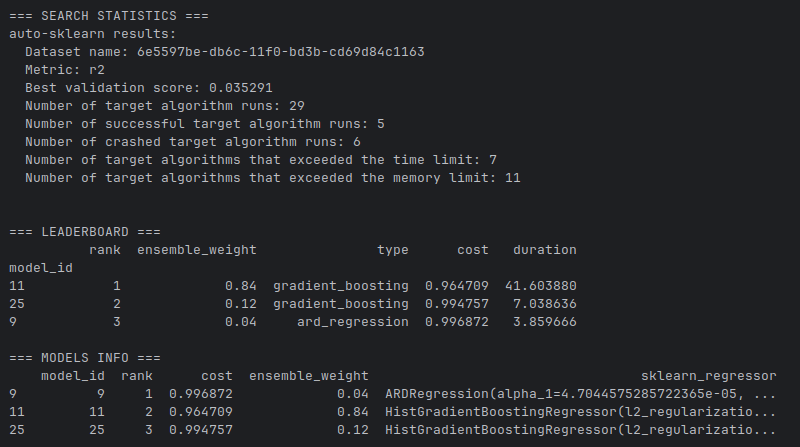 === SEARCH STATISTICS ===
auto-sklearn results:
  Dataset name: 6e5597be-db6c-11f0-bd3b-cd69d84c1163
  Metric: r2
  Best validation score: 0.035291
  Number of target algorithm runs: 29
  Number of successful target algorithm runs: 5
  Number of crashed target algorithm runs: 6
  Number of target algorithms that exceeded the time limit: 7
  Number of target algorithms that exceeded the memory limit: 11
=== LEADERBOARD ===
          rank  ensemble_weight               type      cost   duration
model_id
11           1             0.84  gradient_boosting  0.964709  41.603880
25           2             0.12  gradient_boosting  0.994757   7.038636
9            3             0.04     ard_regression  0.996872   3.859666
=== MODELS INFO ===
    model_id  rank      cost  ensemble_weight                                  sklearn_regressor
9          9     1  0.996872             0.04  ARDRegression(alpha_1=4.7044575285722365e-05, ...
11        11     2  0.964709             0.84  HistGradientBoostingRegressor(l2_regularizatio...
25        25     3  0.994757             0.12  HistGradientBoostingRegressor(l2_regularizatio...